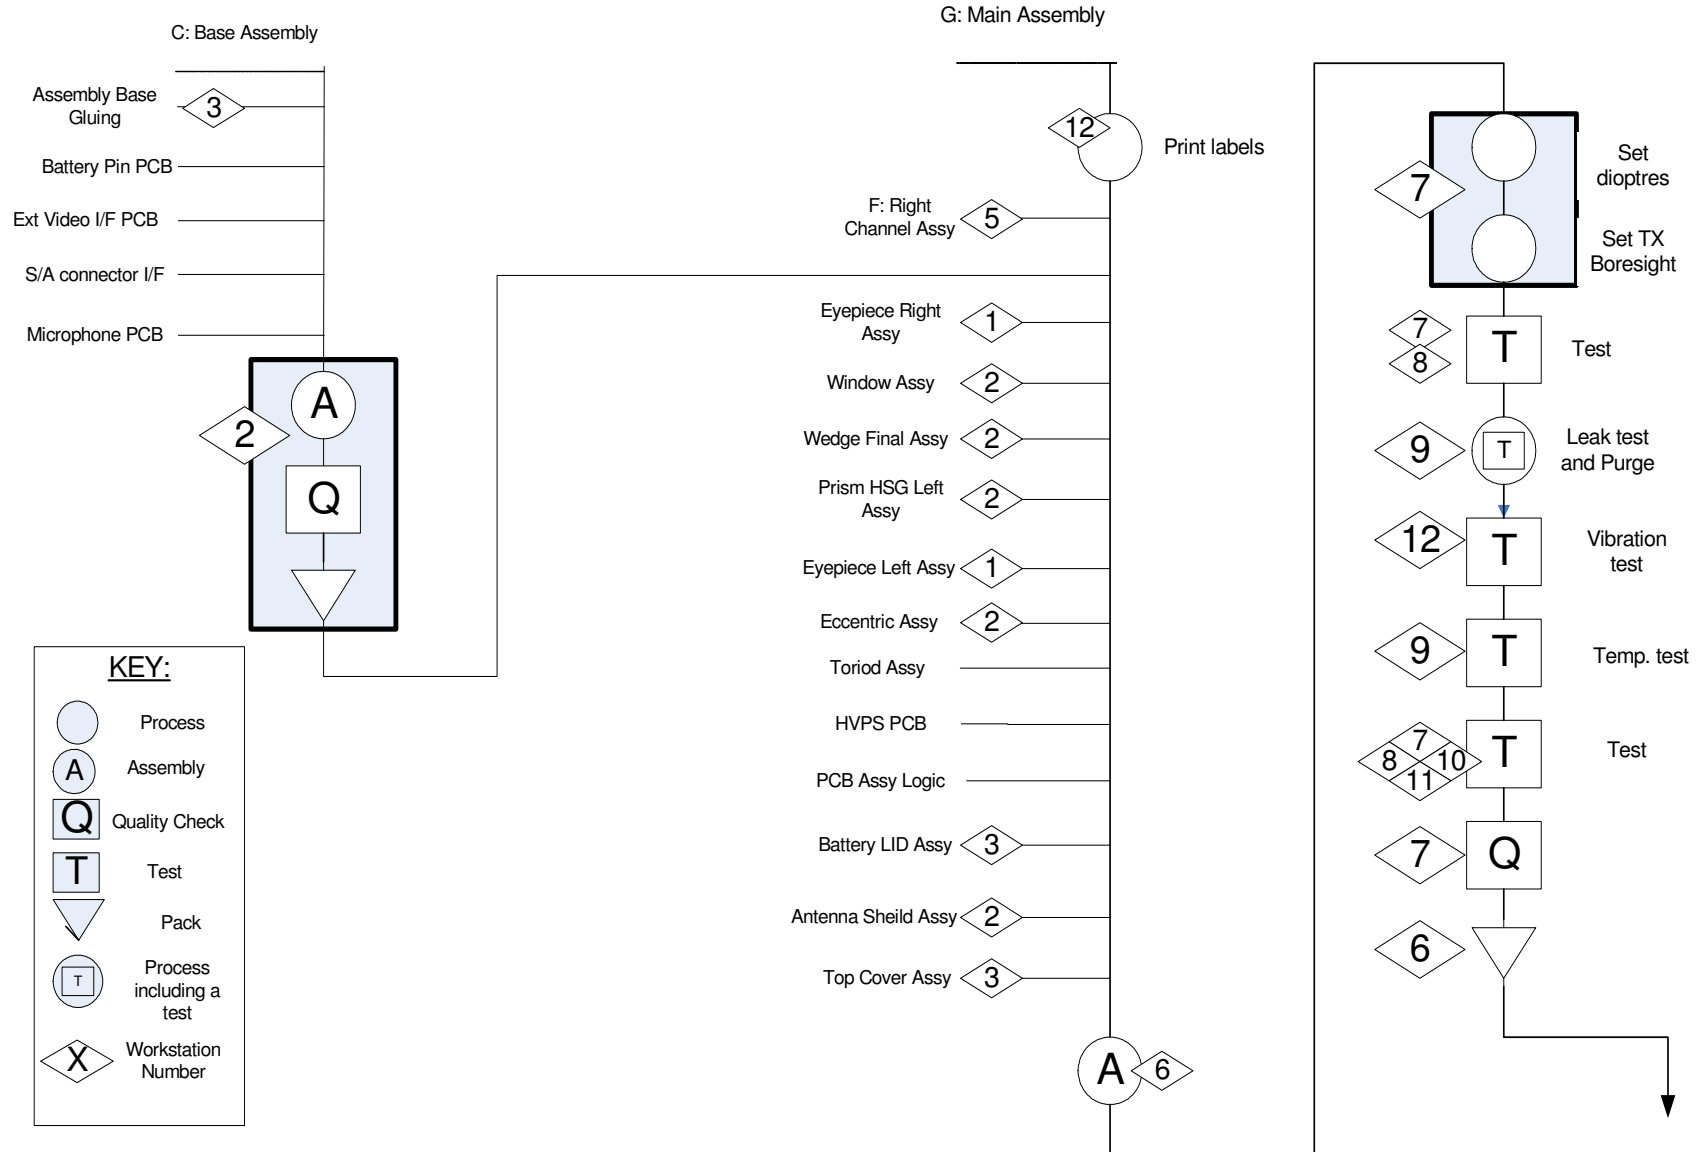 C: Base Assembly
Assembly Base
Gluing
3
Battery Pin PCB
Ext Video I/F PCB
S/A connector I/F
Microphone PCB
2
A
Q
KEY:
Process
A
Assembly
Q
Quality Check
T
Test
Pack
T
Process
including a
test
X
Workstation
Number
G: Main Assembly
12
Print labels
F: Right
Channel Assy
5
Eyepiece Right
Assy
1
Window Assy
2
Wedge Final Assy
2
Prism HSG Left
Assy
2
Eyepiece Left Assy
1
Eccentric Assy
2
Toriod Assy
HVPS PCB
PCB Assy Logic
Battery LID Assy
3
Antenna Sheild Assy
2
Top Cover Assy
3
A
6
7
Set
dioptres
Set TX
Boresight
7
8
T
Test
9
T
Leak test
and Purge
12
T
Vibration
test
9
T
Temp. test
7
8
10
11
T
Test
7
Q
6